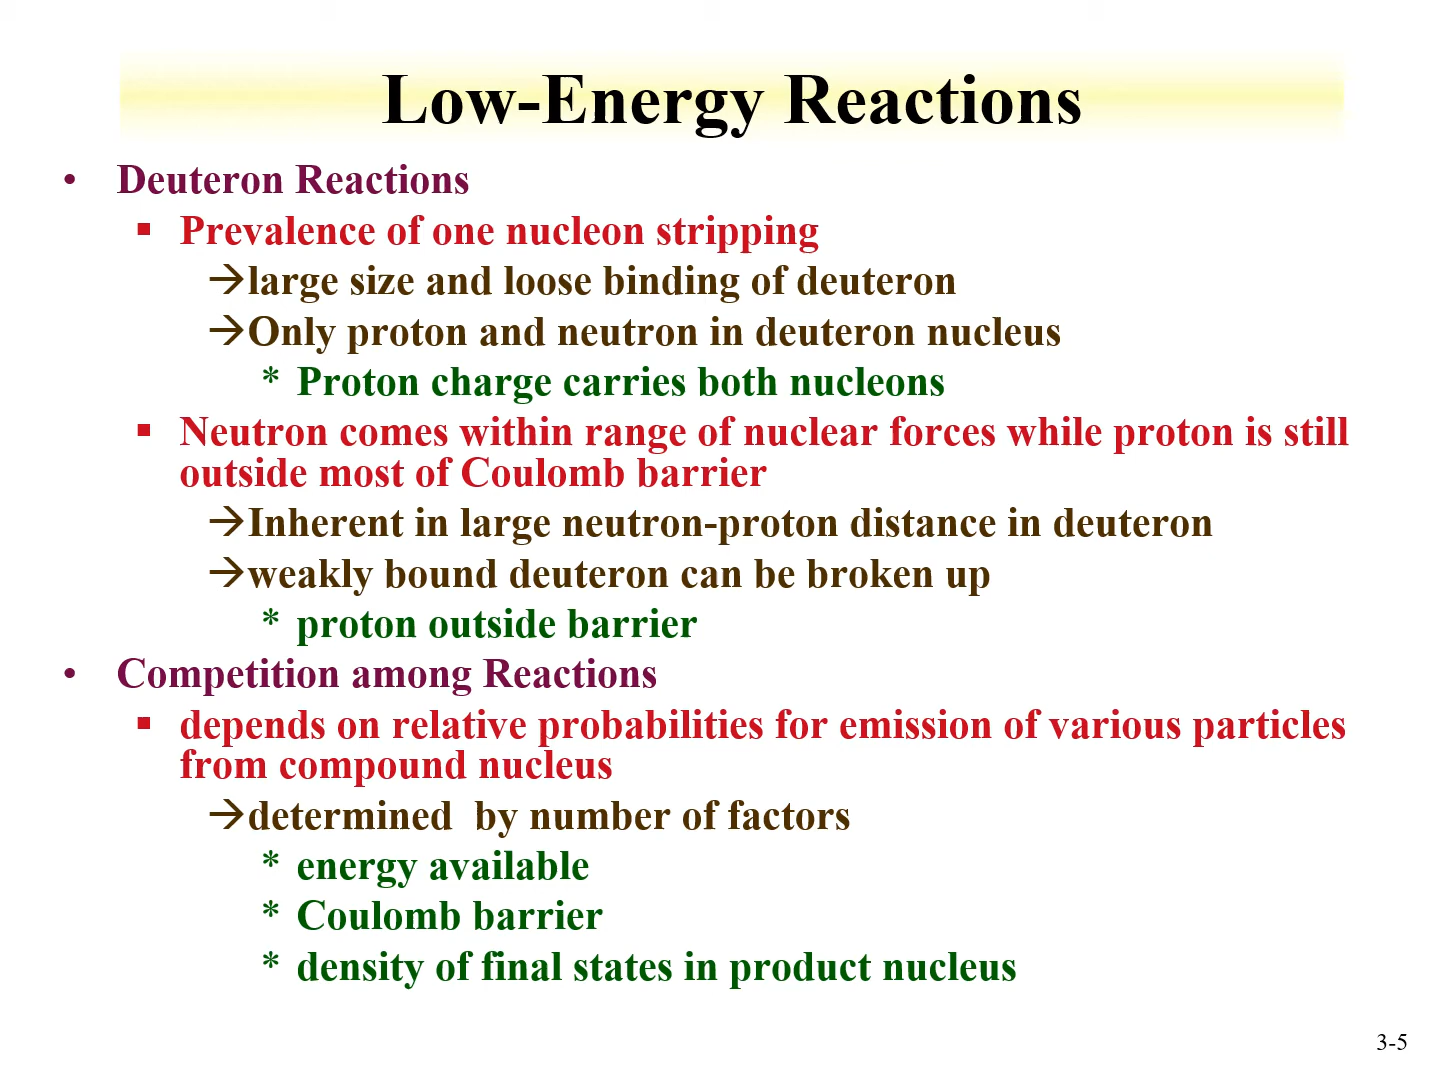 Low-Energy Reactions
• Deuteron Reactions
▪ Prevalence of one nucleon stripping
→large size and loose binding of deuteron
→Only proton and neutron in deuteron nucleus
* Proton charge carries both nucleons
▪ Neutron comes within range of nuclear forces while proton is still
outside most of Coulomb barrier
→Inherent in large neutron-proton distance in deuteron
→weakly bound deuteron can be broken up
* proton outside barrier
• Competition among Reactions
▪ depends on relative probabilities for emission of various particles
from compound nucleus
→determined  by number of factors
* energy available
* Coulomb barrier
* density of final states in product nucleus
3-5